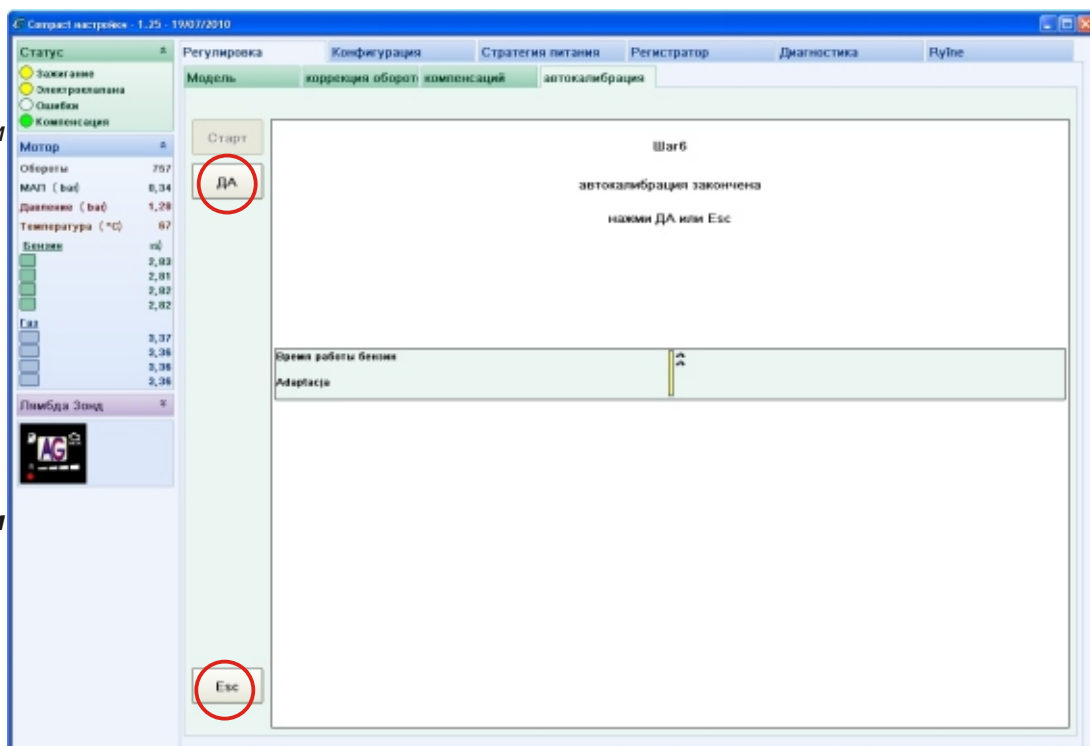 Compact настройки - 1.25 - 19/07/2010
Статус
Зажигание
Электроклапана
Ошибки
Компенсация
Мотор
Обороты 757
МАП ( bar) 0,34
Давление ( bar) 1,28
Температура ( °C) 67
Бензин
2,83
2,81
2,82
2,82
Газ
3,37
3,36
3,36
3,36
Лямбда Зонд
AG
Регулировка Конфигурация Стратегия питания Регистратор Диагностика
Модель коррекция оборот компенсаций автокалибрация
Старт
ДА
Шаг6
автокалибрация закончена
нажми ДА или Esc
Время работы бензин
Adaptacja
Esc